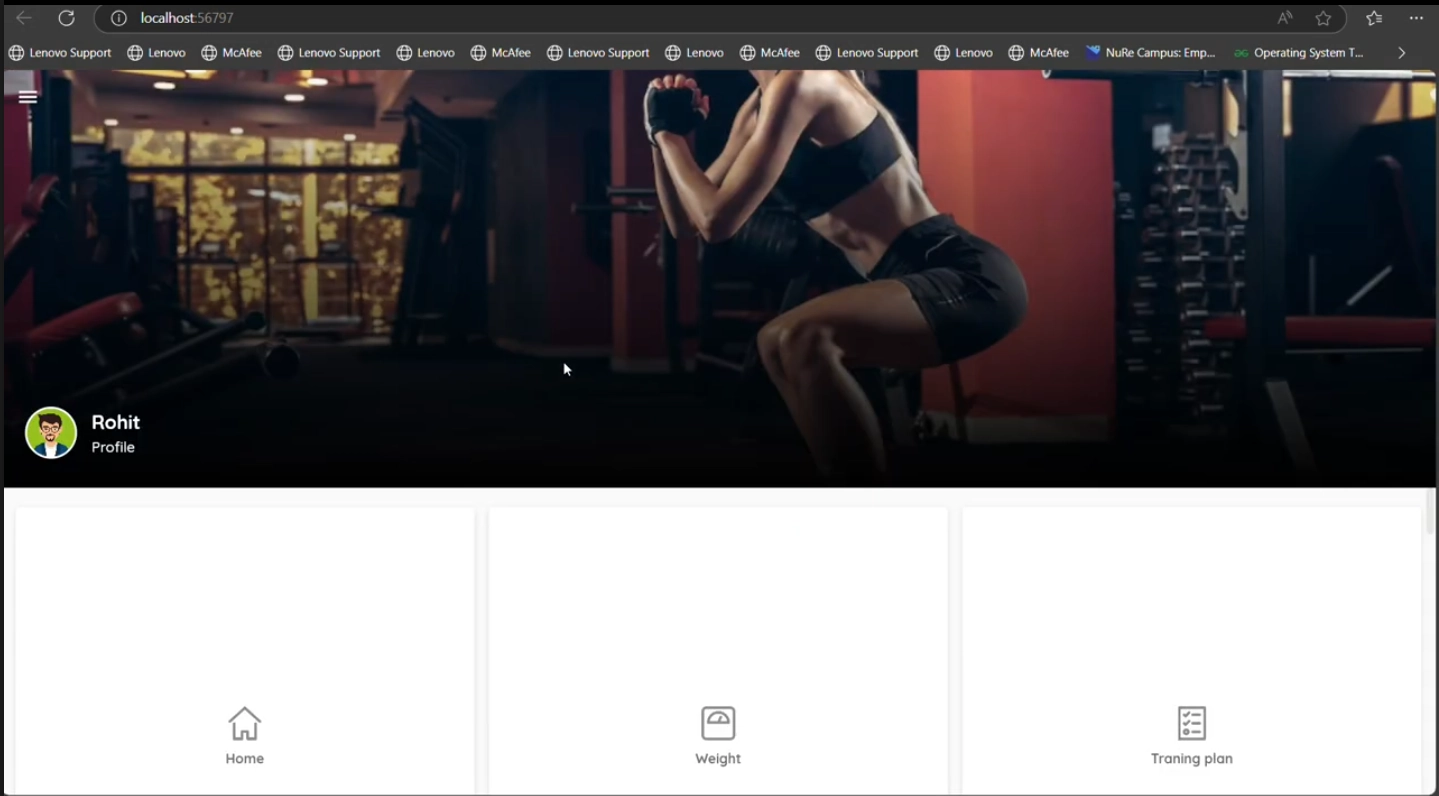 localhost:56797
Lenovo Support Lenovo McAfee Lenovo Support Lenovo McAfee Lenovo Support Lenovo McAfee Lenovo Support Lenovo McAfee NuRe Campus: Emp... Operating System T...
Rohit
Profile
Home Weight Traning plan